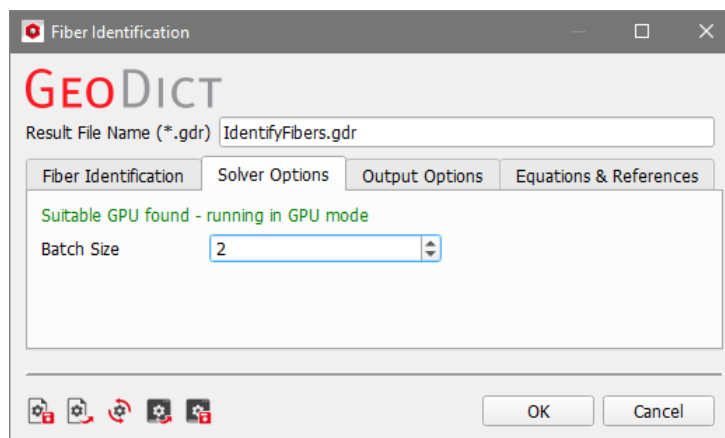 Fiber Identification
GEODICT
Result File Name (*.gdr) IdentifyFibers.gdr
Fiber Identification Solver Options Output Options Equations & References
Suitable GPU found - running in GPU mode
Batch Size 2
OK Cancel